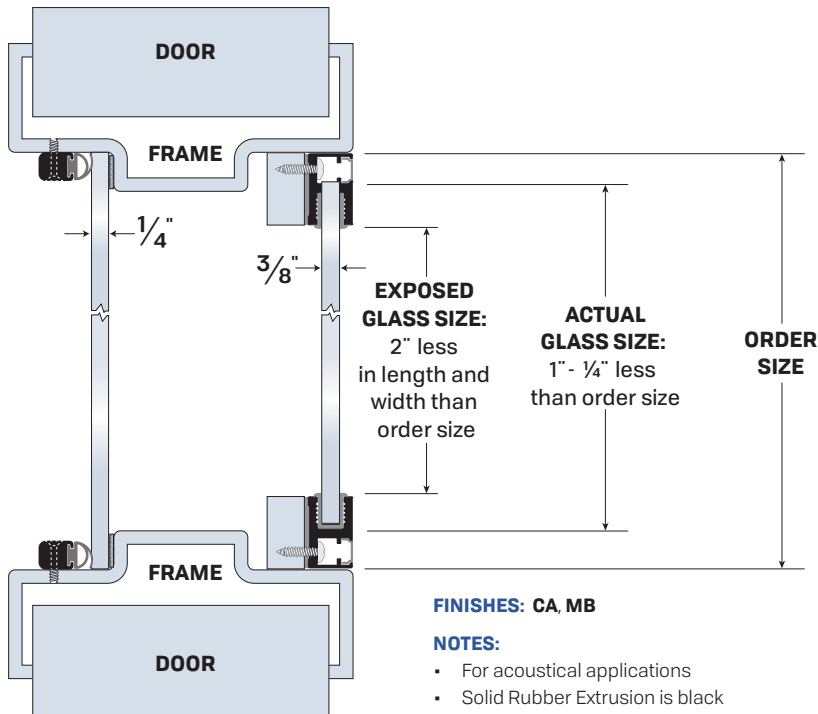 DOOR
FRAME
1/4"
3/8"
EXPOSED
GLASS SIZE:
2" less
in length and
width than
order size
ACTUAL
GLASS SIZE:
1"- ¼" less
than order size
ORDER
SIZE
FRAME
DOOR
FINISHES: CA, MB
NOTES:
• For acoustical applications
• Solid Rubber Extrusion is black